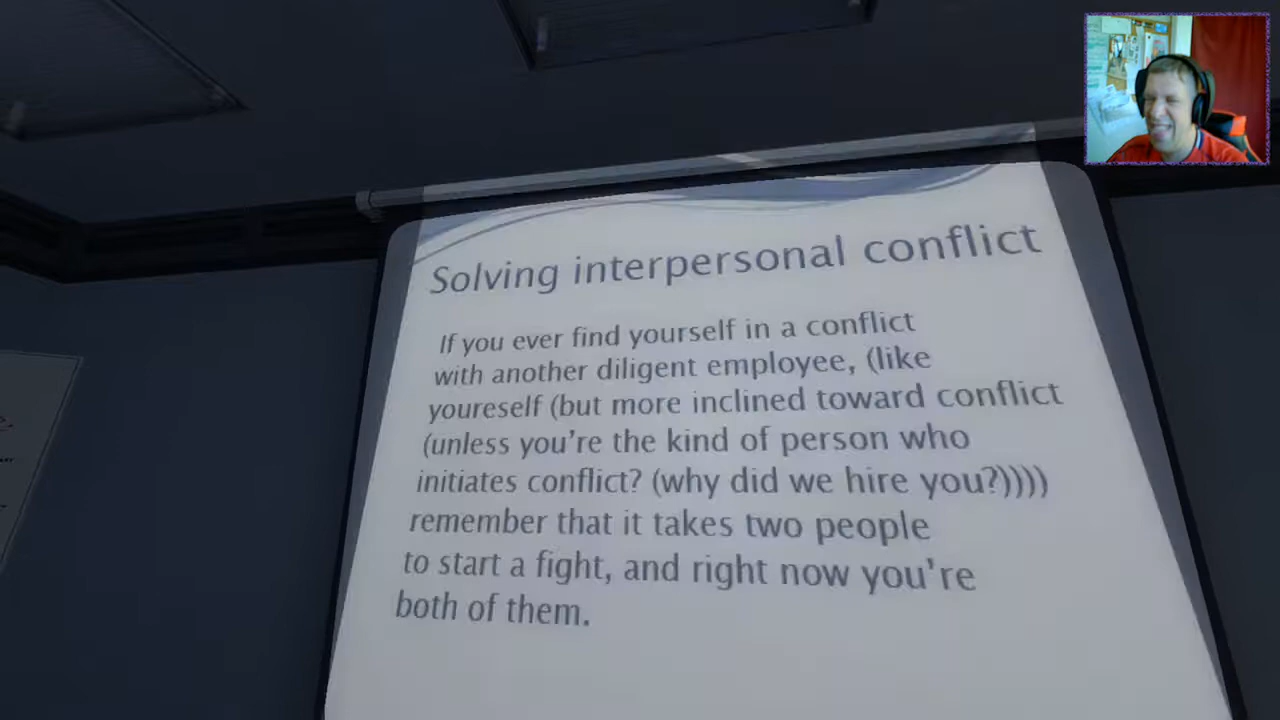 Solving interpersonal conflict
If you ever find yourself in a conflict
with another diligent employee, (like
youreself (but more inclined toward conflict
(unless you're the kind of person who
initiates conflict? (why did we hire you?))))
remember that it takes two people
to start a fight, and right now you're
both of them.